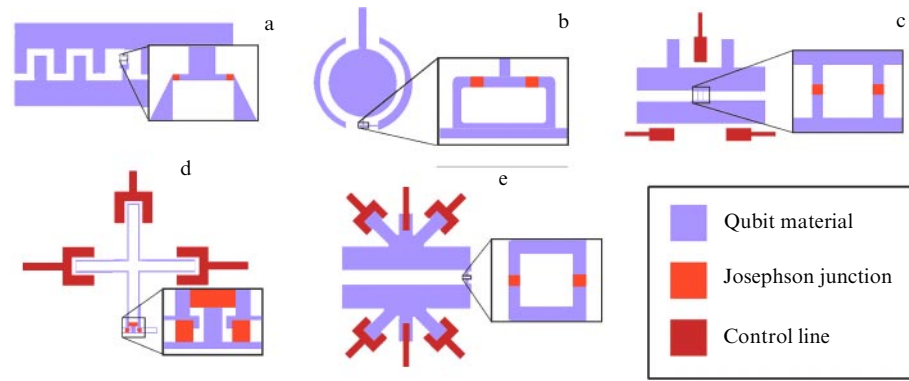 a
b
c
d
e
Qubit material
Josephson junction
Control line